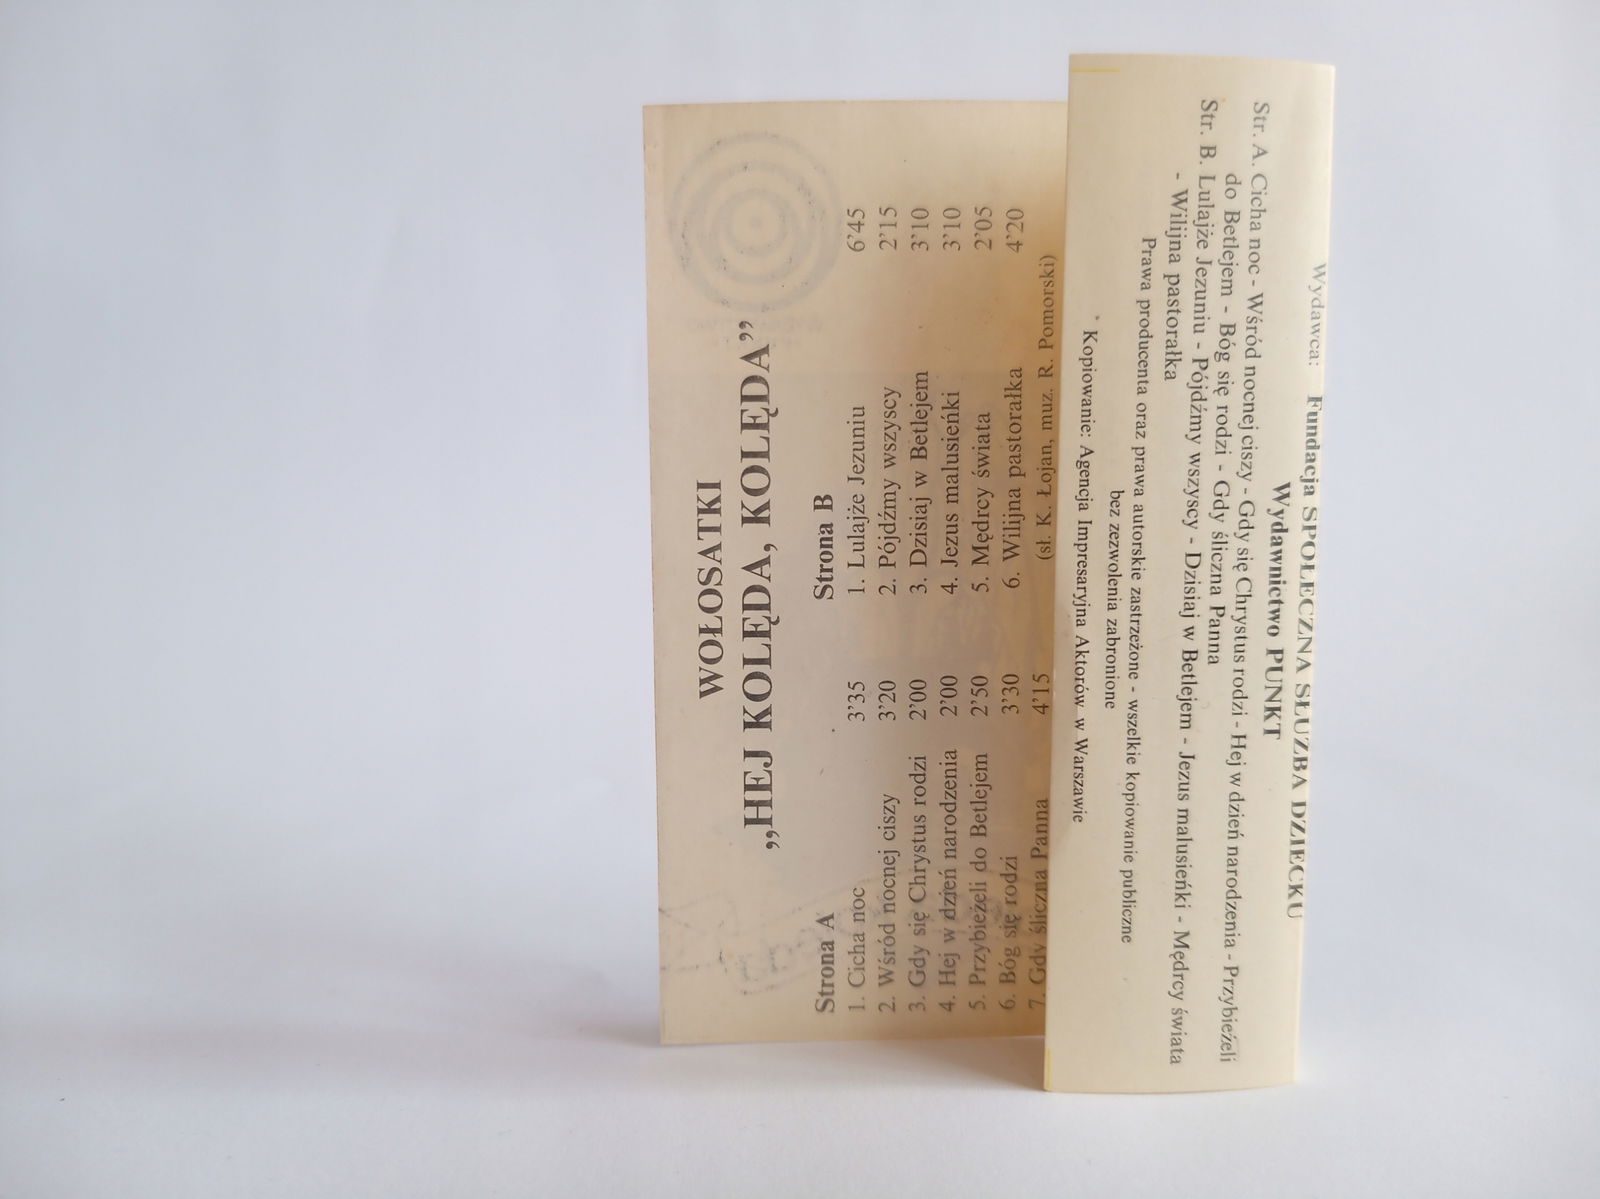 WOŁOSATKI
„HEJ KOLĘDA, KOLĘDA”
Strona A
1. Cicha noc 3’35
2. Wśród nocnej ciszy 3’20
3. Gdy się Chrystus rodzi 2’00
4. Hej w dzień narodzenia 2’00
5. Przybieżeli do Betlejem 2’50
6. Bóg się rodzi 3’30
7. Gdy śliczna Panna 4’15
Strona B
1. Lulajże Jezuniu 6’45
2. Pójdźmy wszyscy 2’15
3. Dzisiaj w Betlejem 3’10
4. Jezus malusieńki 3’10
5. Mędrcy świata 2’05
6. Wilijna pastorałka 4’20
(sł. K. Łojan, muz. R. Pomorski)
Wydawca: Fundacja SPOŁECZNA SŁUŻBA DZIECKU
Wydawnictwo PUNKT
Str. A. Cicha noc - Wśród nocnej ciszy - Gdy się Chrystus rodzi - Hej w dzień narodzenia - Przybieżeli
do Betlejem - Bóg się rodzi - Gdy śliczna Panna
Str. B. Lulajże Jezuniu - Pójdźmy wszyscy - Dzisiaj w Betlejem - Jezus malusieńki - Mędrcy świata
- Wilijna pastorałka
Prawa producenta oraz prawa autorskie zastrzeżone - wszelkie kopiowanie publiczne
bez zezwolenia zabronione
Kopiowanie: Agencja Impresaryjna Aktorów w Warszawie